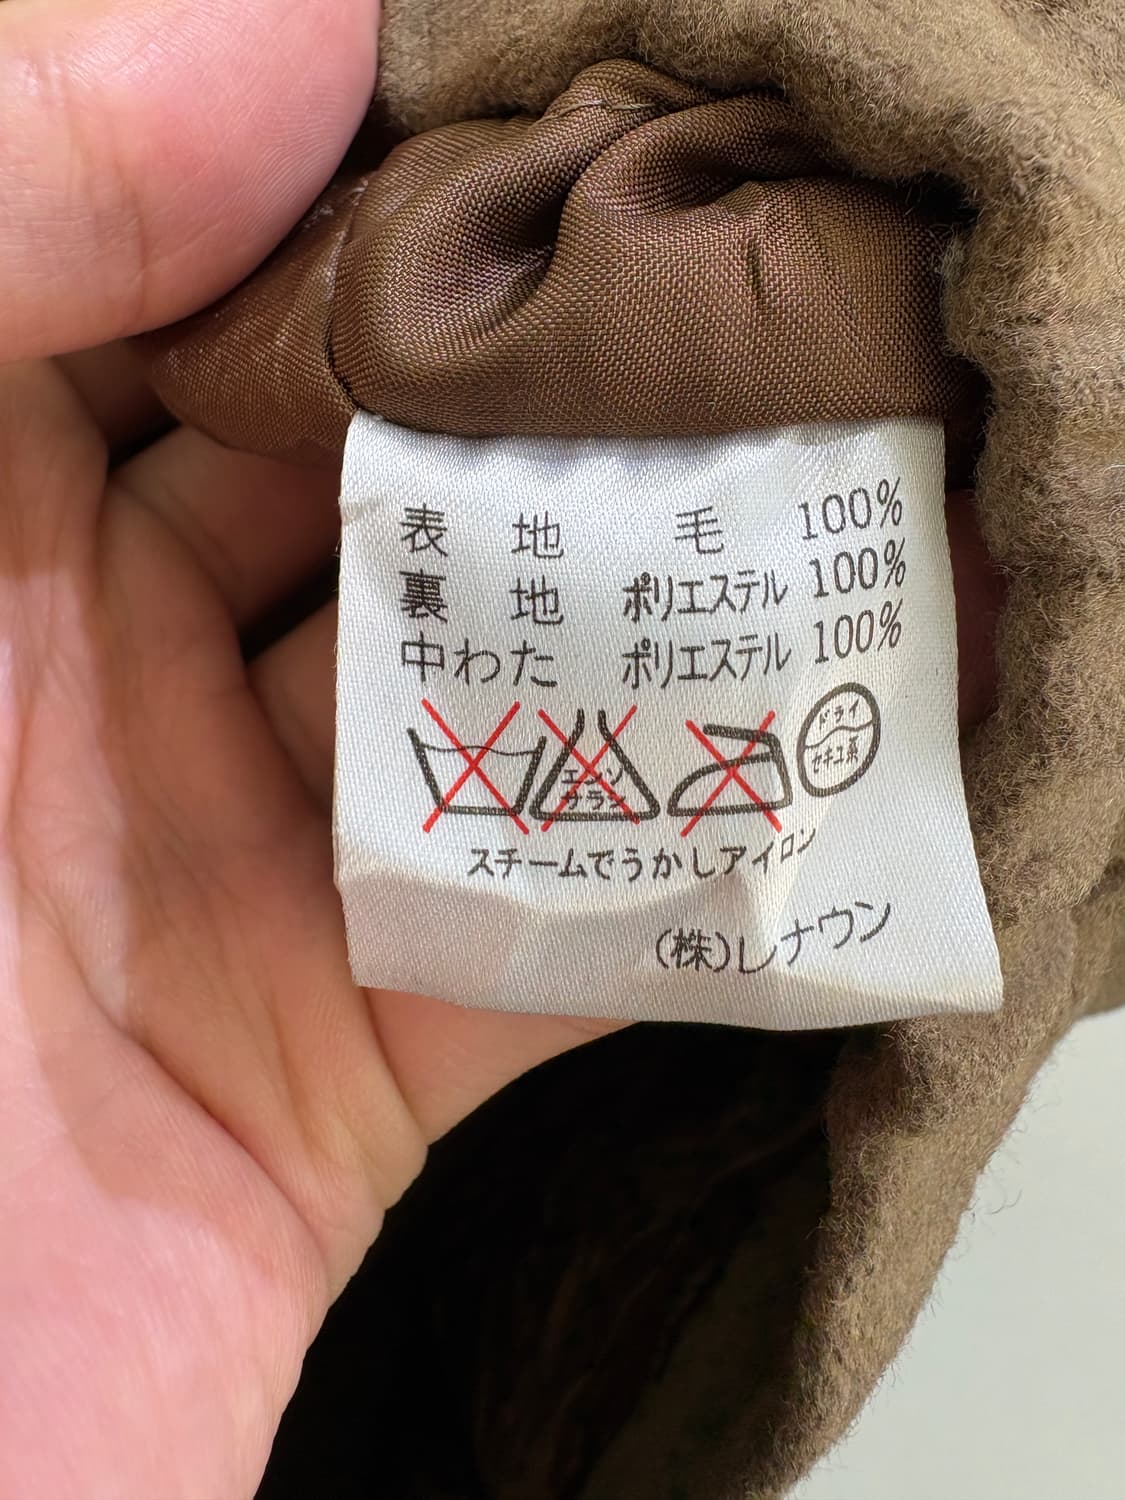 表地 毛 100%
裏地 ポリエステル 100%
中わた ポリエステル 100%
エンソ
サラシ
ドライ
セキユ系
スチームでうかしアイロン
(株)レナウン